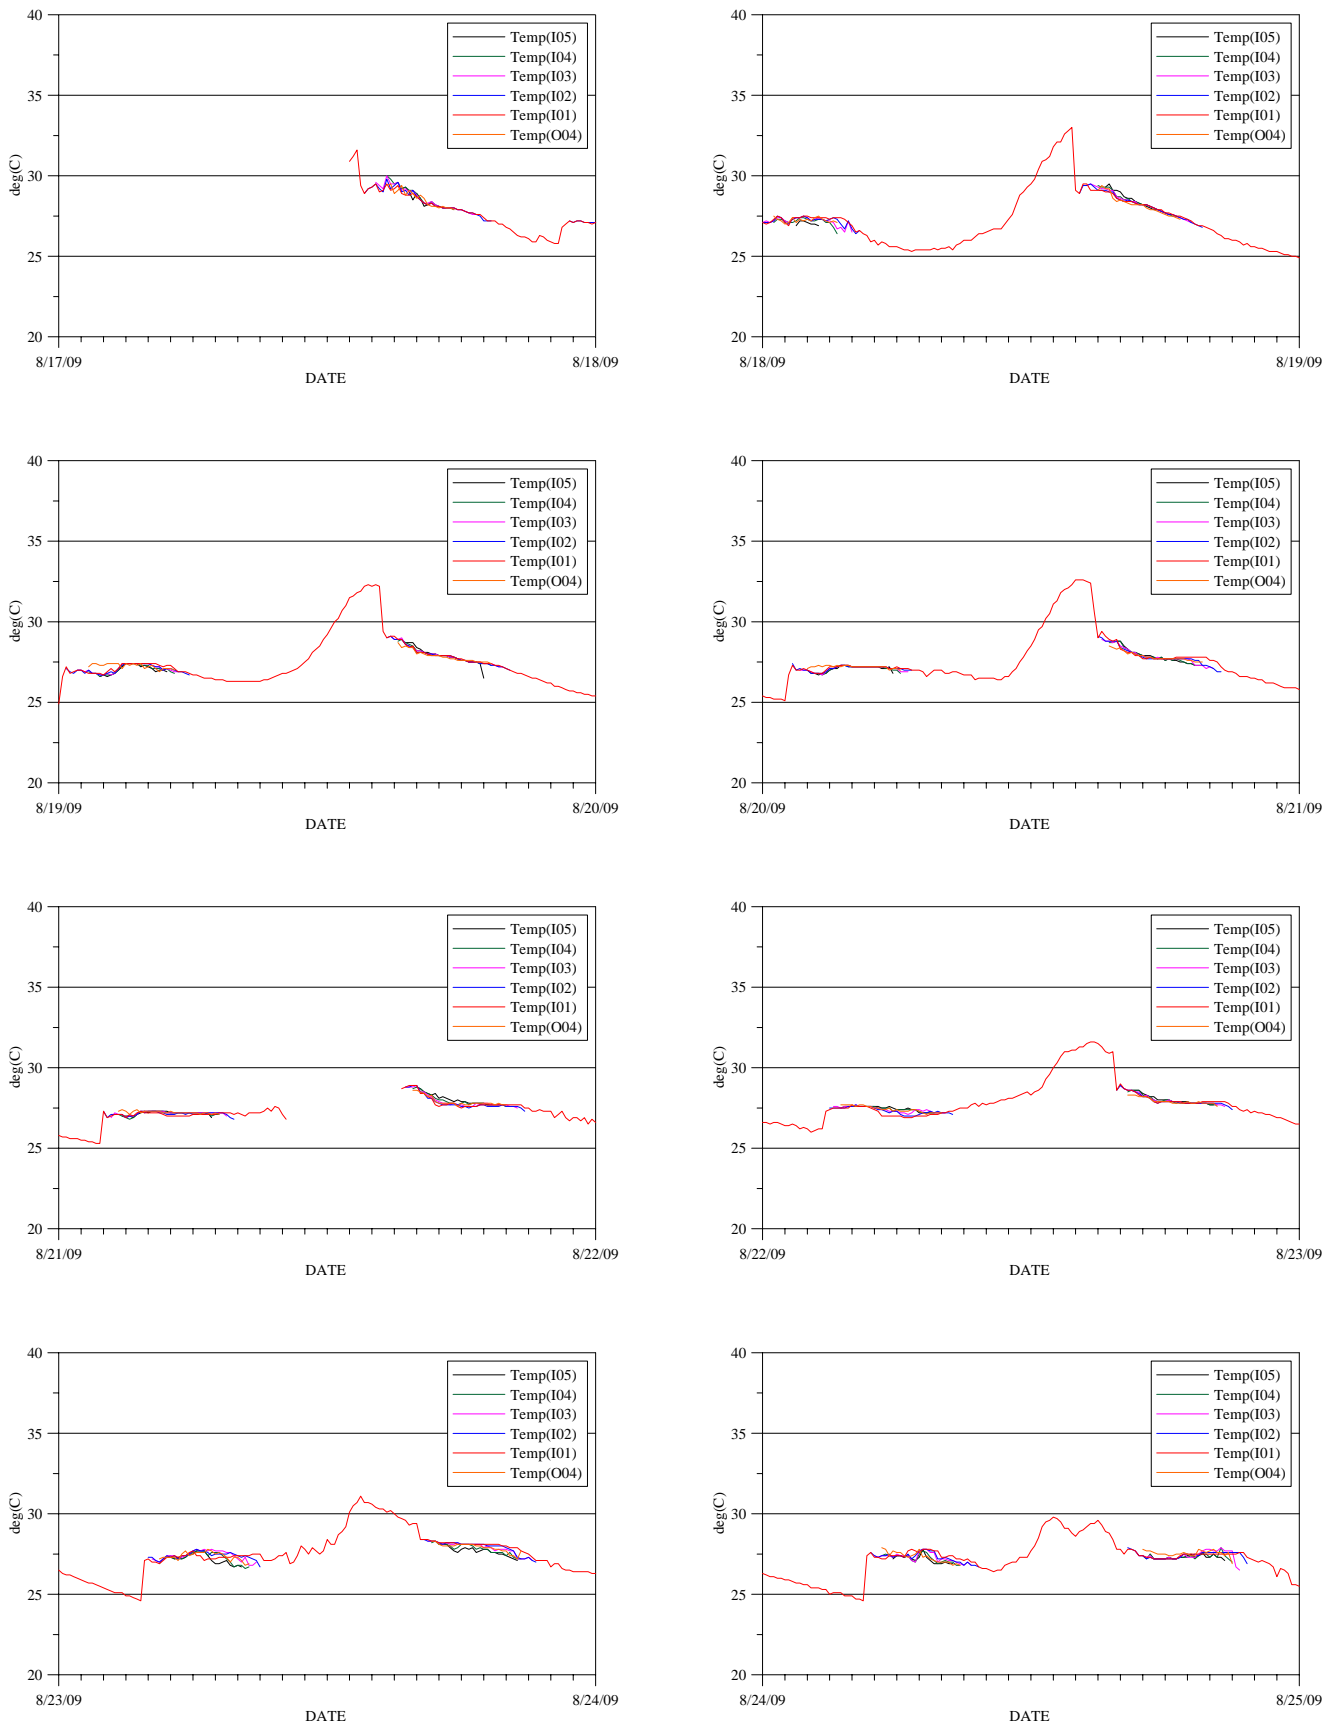 40
35
30
25
20
deg(C)
Temp(I05)
Temp(I04)
Temp(I03)
Temp(I02)
Temp(I01)
Temp(O04)
8/17/09
8/18/09
DATE
40
35
30
25
20
deg(C)
Temp(I05)
Temp(I04)
Temp(I03)
Temp(I02)
Temp(I01)
Temp(O04)
8/18/09
8/19/09
DATE
40
35
30
25
20
deg(C)
Temp(I05)
Temp(I04)
Temp(I03)
Temp(I02)
Temp(I01)
Temp(O04)
8/19/09
8/20/09
DATE
40
35
30
25
20
deg(C)
Temp(I05)
Temp(I04)
Temp(I03)
Temp(I02)
Temp(I01)
Temp(O04)
8/20/09
8/21/09
DATE
40
35
30
25
20
deg(C)
Temp(I05)
Temp(I04)
Temp(I03)
Temp(I02)
Temp(I01)
Temp(O04)
8/21/09
8/22/09
DATE
40
35
30
25
20
deg(C)
Temp(I05)
Temp(I04)
Temp(I03)
Temp(I02)
Temp(I01)
Temp(O04)
8/22/09
8/23/09
DATE
40
35
30
25
20
deg(C)
Temp(I05)
Temp(I04)
Temp(I03)
Temp(I02)
Temp(I01)
Temp(O04)
8/23/09
8/24/09
DATE
40
35
30
25
20
deg(C)
Temp(I05)
Temp(I04)
Temp(I03)
Temp(I02)
Temp(I01)
Temp(O04)
8/24/09
8/25/09
DATE